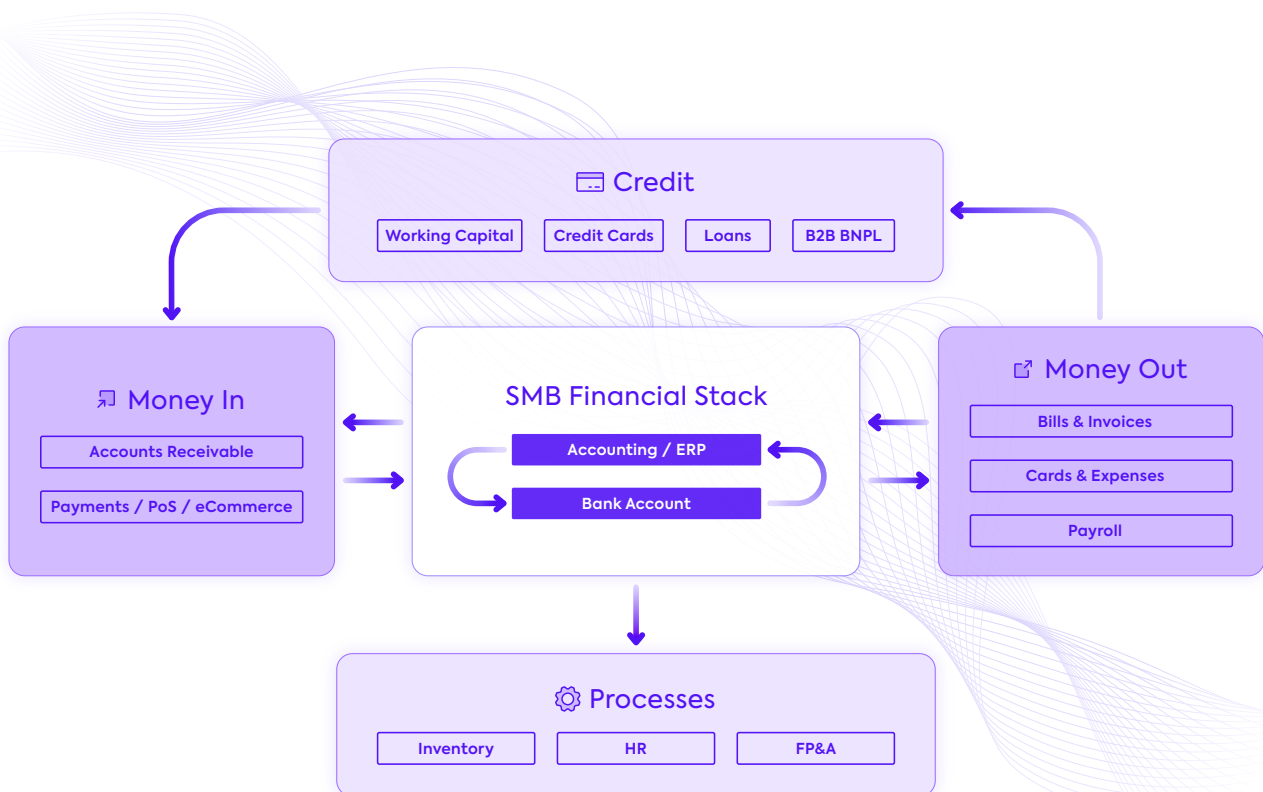 Credit
Working Capital
Credit Cards
Loans
B2B BNPL
Money In
Accounts Receivable
Payments / PoS / eCommerce
SMB Financial Stack
Accounting / ERP
Bank Account
Money Out
Bills & Invoices
Cards & Expenses
Payroll
Processes
Inventory
HR
FP&A